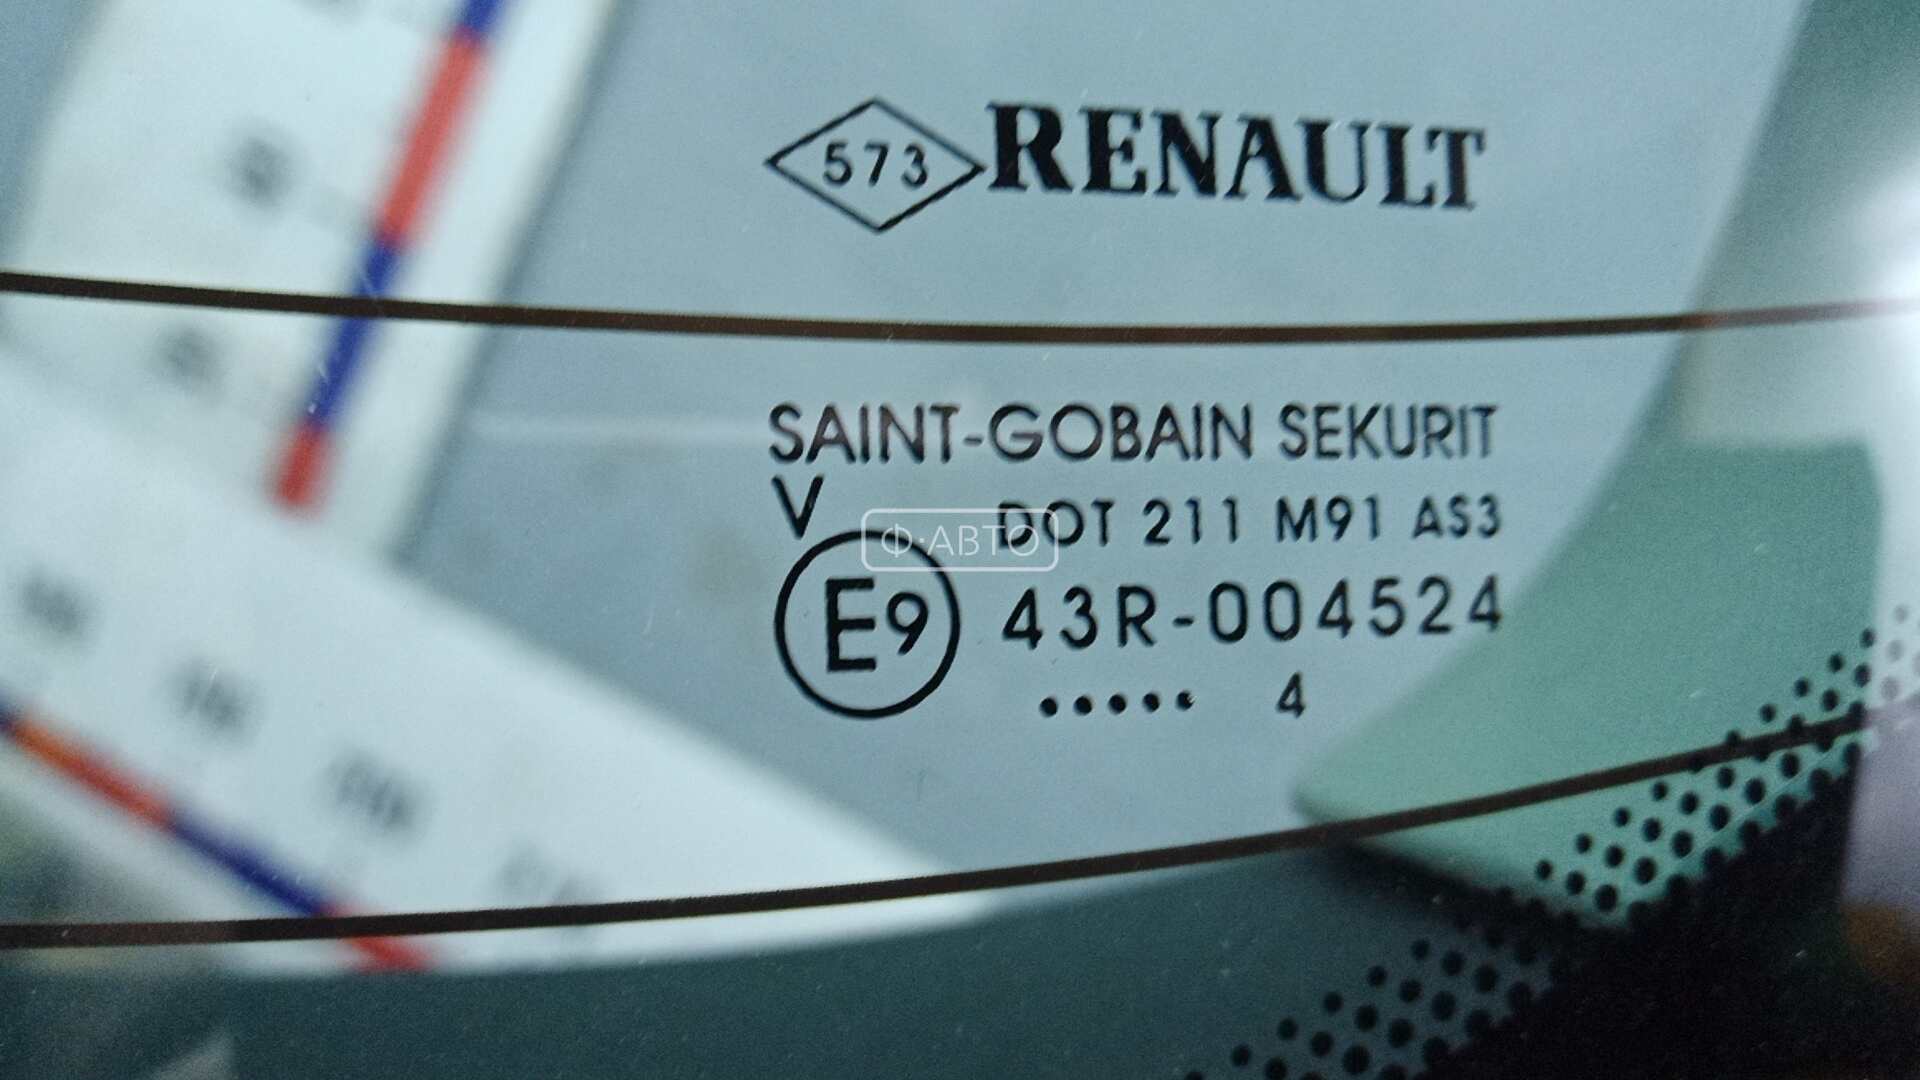 573 RENAULT
SAINT-GOBAIN SEKURIT
V DOT 211 M91 AS3
Ф·АВТО
E9 43R-004524
..... 4